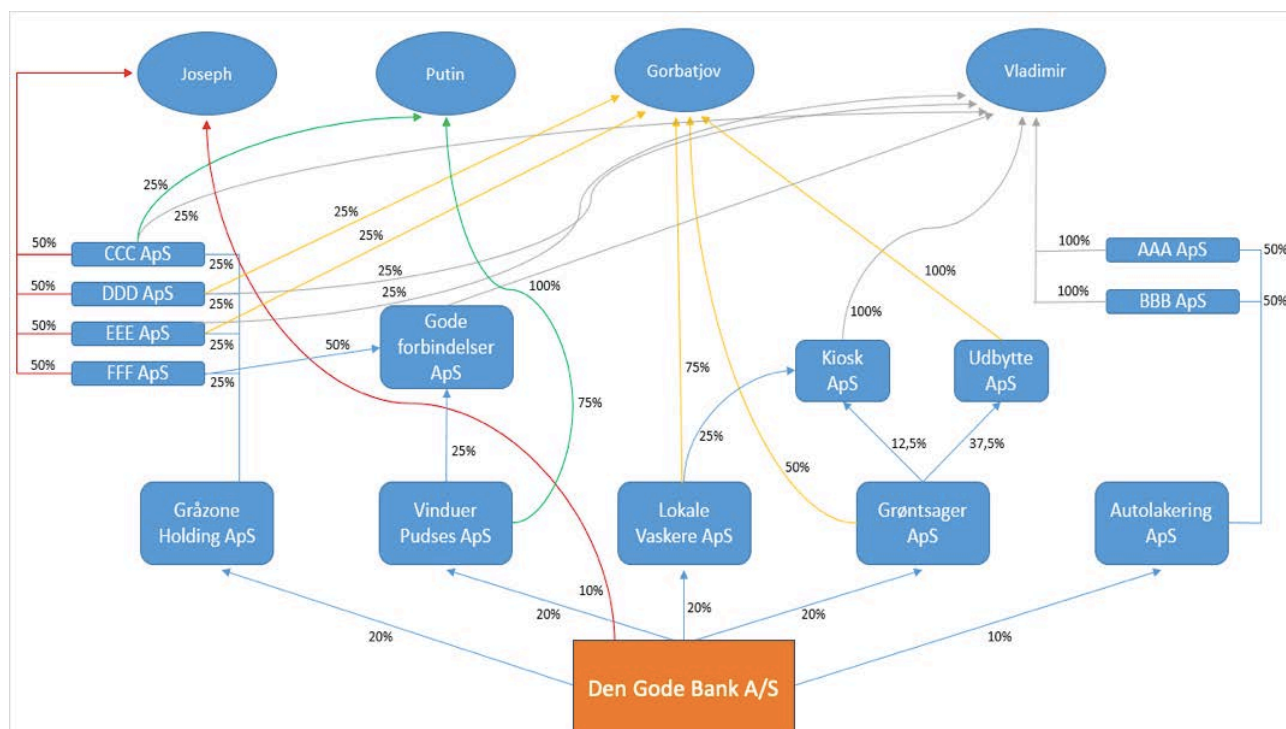 Joseph
Putin
Gorbatjov
Vladimir
25%
25%
25%
25%
50%
CCC ApS
25%
100%
AAA ApS
50%
50%
DDD ApS
25%
25%
100%
100%
100%
BBB ApS
50%
50%
EEE ApS
25%
25%
Gode
forbindelser
ApS
100%
50%
FFF ApS
25%
50%
Kiosk
ApS
Udbytte
ApS
75%
75%
25%
25%
12,5%
37,5%
50%
Gråzone
Holding ApS
Vinduer
Pudses ApS
Lokale
Vaskere ApS
Grøntsager
ApS
Autolakering
ApS
10%
20%
20%
20%
20%
10%
Den Gode Bank A/S